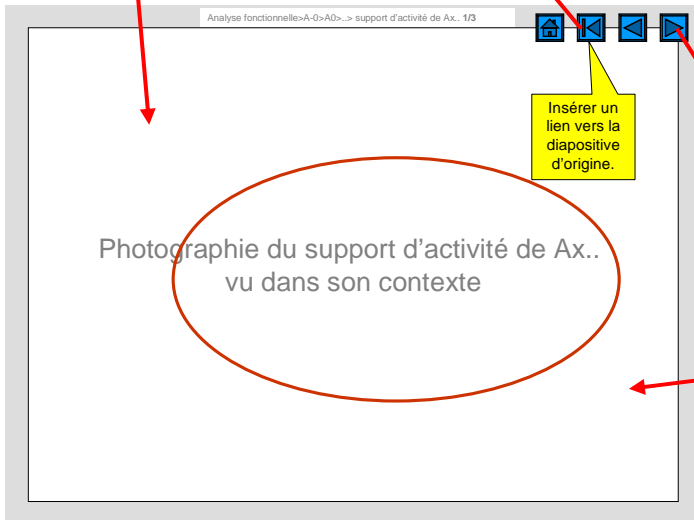 Analyse fonctionnelle>A-0>A0>..> support d'activité de Ax.. 1/3
Insérer un
lien vers la
diapositive
d'origine.
Photographie du support d'activité de Ax..
vu dans son contexte